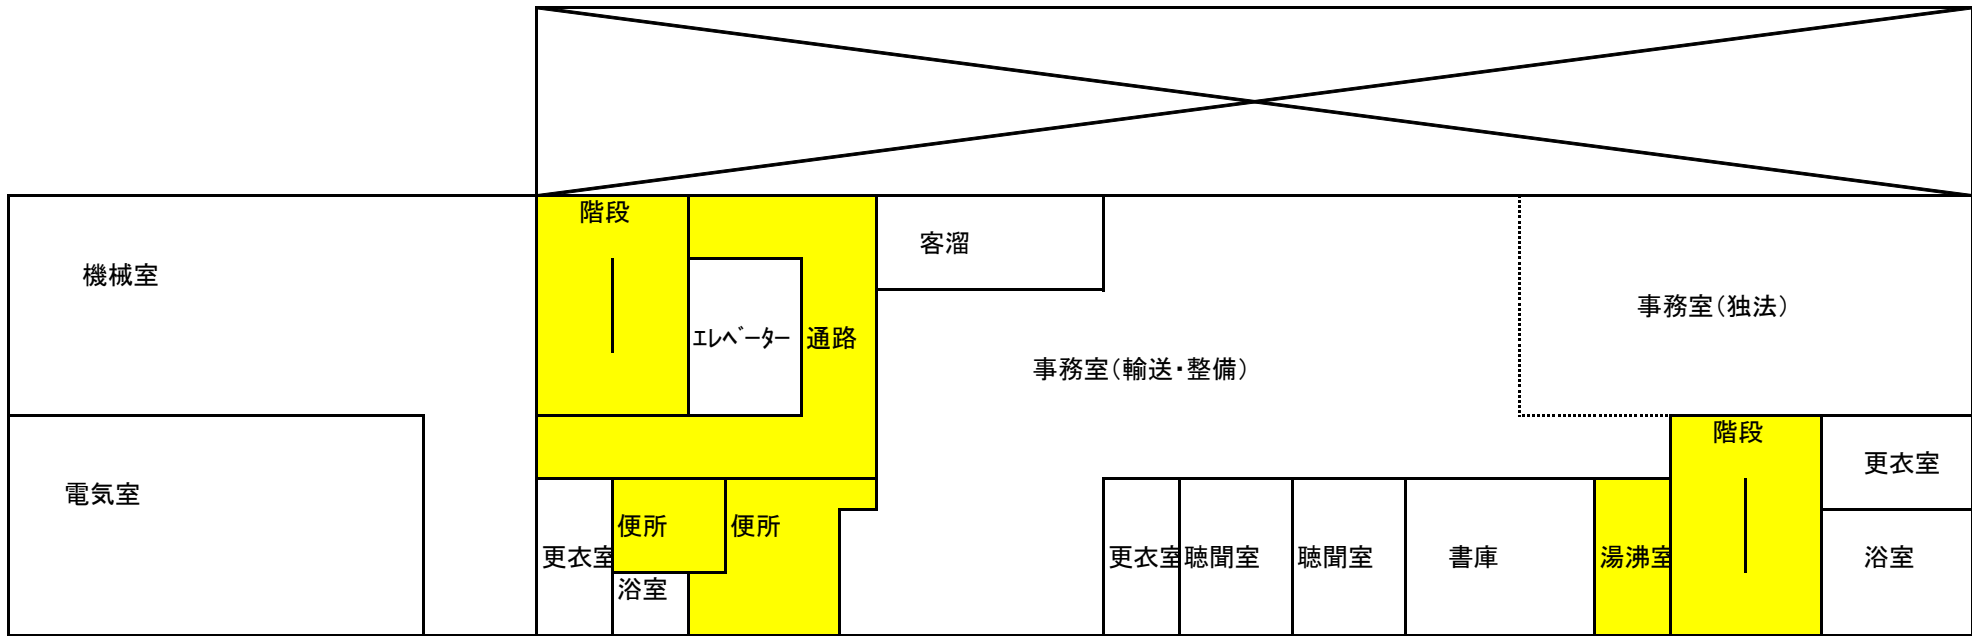 階段
客溜
機械室
事務室(独法)
エレベーター
通路
事務室(輸送・整備)
階段
更衣室
電気室
便所
便所
更衣室
浴室
更衣室
聴聞室
聴聞室
書庫
湯沸室
浴室